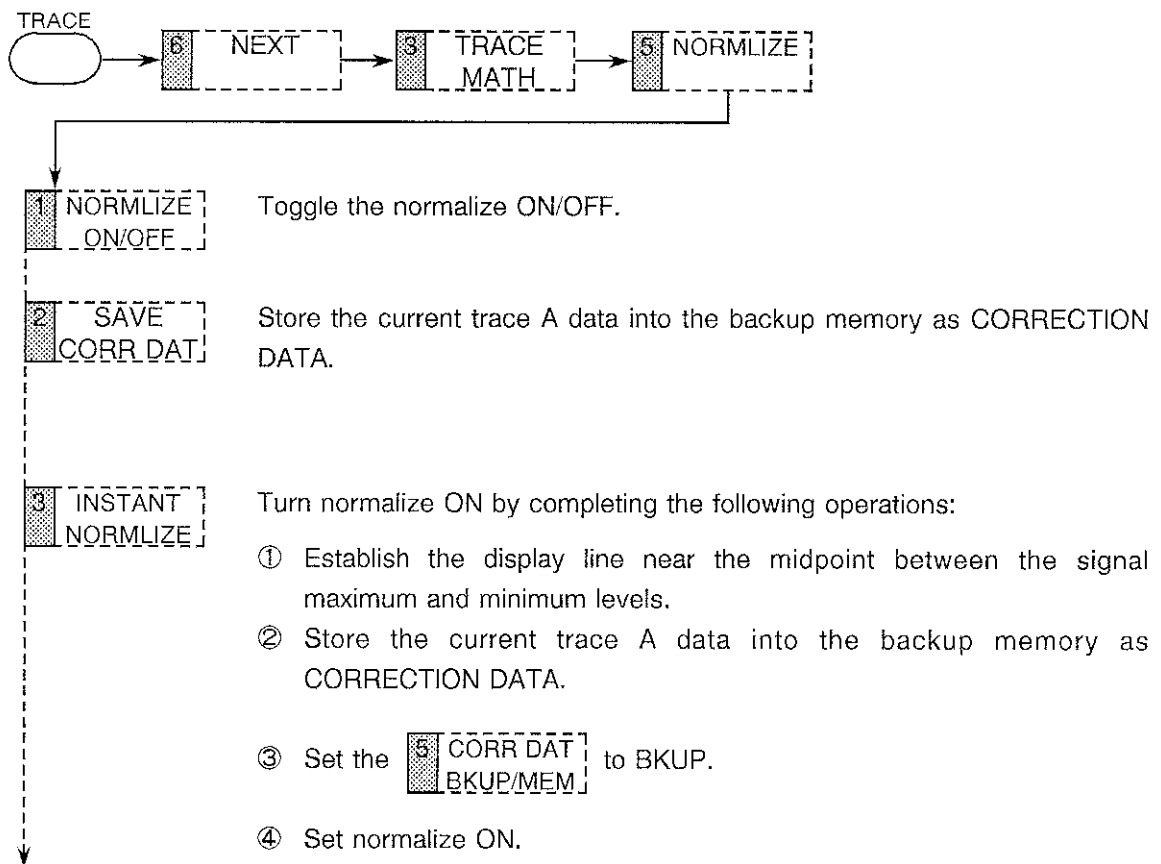 TRACE
6 NEXT
3 TRACE
MATH
5 NORMLIZE
1 NORMLIZE
ON/OFF
Toggle the normalize ON/OFF.
2 SAVE
CORR DAT
Store the current trace A data into the backup memory as CORRECTION
DATA.
3 INSTANT
NORMLIZE
Turn normalize ON by completing the following operations:
① Establish the display line near the midpoint between the signal
maximum and minimum levels.
② Store the current trace A data into the backup memory as
CORRECTION DATA.
③ Set the 5 CORR DAT
BKUP/MEM to BKUP.
④ Set normalize ON.